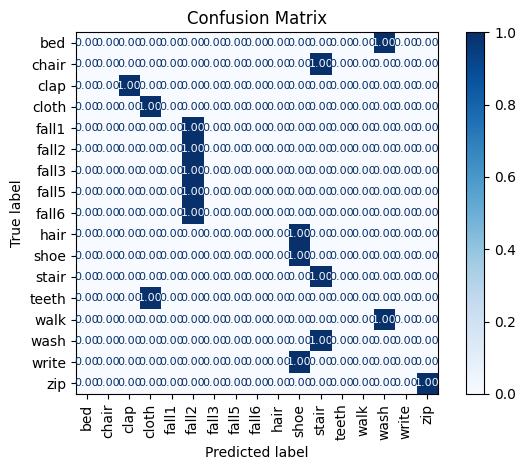 Confusion Matrix
bed 0.00 0.00 0.00 0.00 0.00 0.00 0.00 0.00 0.00 0.00 0.00 0.00 0.00 0.00 1.00 0.00 0.00
chair 0.00 0.00 0.00 0.00 0.00 0.00 0.00 0.00 0.00 0.00 0.00 1.00 0.00 0.00 0.00 0.00 0.00
clap 0.00 0.00 1.00 0.00 0.00 0.00 0.00 0.00 0.00 0.00 0.00 0.00 0.00 0.00 0.00 0.00 0.00
cloth 0.00 0.00 0.00 1.00 0.00 0.00 0.00 0.00 0.00 0.00 0.00 0.00 0.00 0.00 0.00 0.00 0.00
fall1 0.00 0.00 0.00 0.00 0.00 1.00 0.00 0.00 0.00 0.00 0.00 0.00 0.00 0.00 0.00 0.00 0.00
fall2 0.00 0.00 0.00 0.00 0.00 1.00 0.00 0.00 0.00 0.00 0.00 0.00 0.00 0.00 0.00 0.00 0.00
fall3 0.00 0.00 0.00 0.00 0.00 1.00 0.00 0.00 0.00 0.00 0.00 0.00 0.00 0.00 0.00 0.00 0.00
fall5 0.00 0.00 0.00 0.00 0.00 1.00 0.00 0.00 0.00 0.00 0.00 0.00 0.00 0.00 0.00 0.00 0.00
fall6 0.00 0.00 0.00 0.00 0.00 1.00 0.00 0.00 0.00 0.00 0.00 0.00 0.00 0.00 0.00 0.00 0.00
hair 0.00 0.00 0.00 0.00 0.00 0.00 0.00 0.00 0.00 0.00 1.00 0.00 0.00 0.00 0.00 0.00 0.00
shoe 0.00 0.00 0.00 0.00 0.00 0.00 0.00 0.00 0.00 0.00 1.00 0.00 0.00 0.00 0.00 0.00 0.00
stair 0.00 0.00 0.00 0.00 0.00 0.00 0.00 0.00 0.00 0.00 0.00 1.00 0.00 0.00 0.00 0.00 0.00
teeth 0.00 0.00 0.00 1.00 0.00 0.00 0.00 0.00 0.00 0.00 0.00 0.00 0.00 0.00 0.00 0.00 0.00
walk 0.00 0.00 0.00 0.00 0.00 0.00 0.00 0.00 0.00 0.00 0.00 0.00 0.00 0.00 1.00 0.00 0.00
wash 0.00 0.00 0.00 0.00 0.00 0.00 0.00 0.00 0.00 0.00 0.00 1.00 0.00 0.00 0.00 0.00 0.00
write 0.00 0.00 0.00 0.00 0.00 0.00 0.00 0.00 0.00 0.00 1.00 0.00 0.00 0.00 0.00 0.00 0.00
zip 0.00 0.00 0.00 0.00 0.00 0.00 0.00 0.00 0.00 0.00 0.00 0.00 0.00 0.00 0.00 0.00 1.00
True label
bed chair clap cloth fall1 fall2 fall3 fall5 fall6 hair shoe stair teeth walk wash write zip
Predicted label
1.0
0.8
0.6
0.4
0.2
0.0